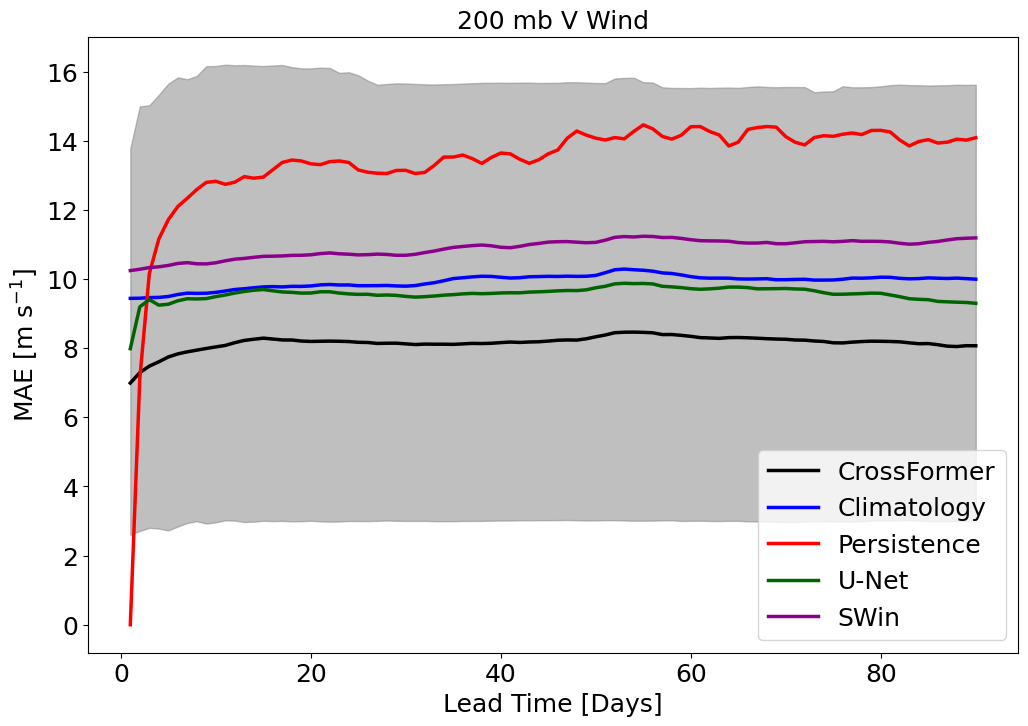 200 mb V Wind
MAE [m s⁻¹]
16
14
12
10
8
6
4
2
0
0 20 40 60 80
Lead Time [Days]
CrossFormer
Climatology
Persistence
U-Net
SWin